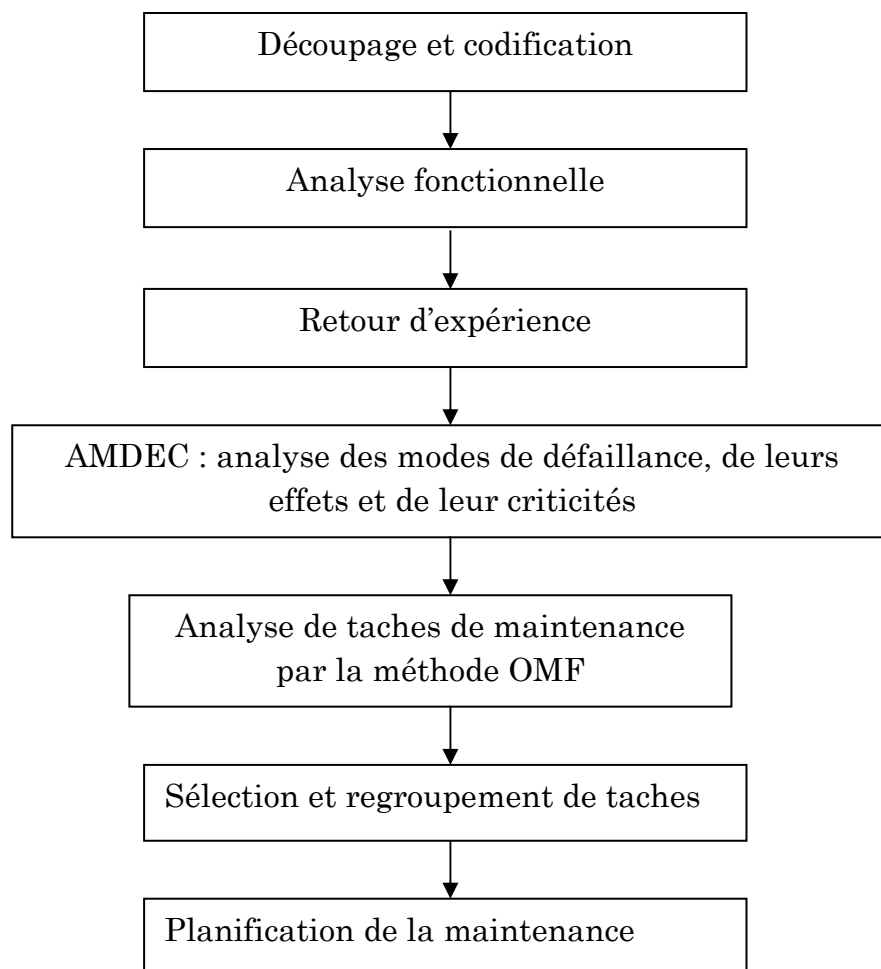 Découpage et codification
Analyse fonctionnelle
Retour d’expérience
AMDEC : analyse des modes de défaillance, de leurs
effets et de leur criticités
Analyse de taches de maintenance
par la méthode OMF
Sélection et regroupement de taches
Planification de la maintenance